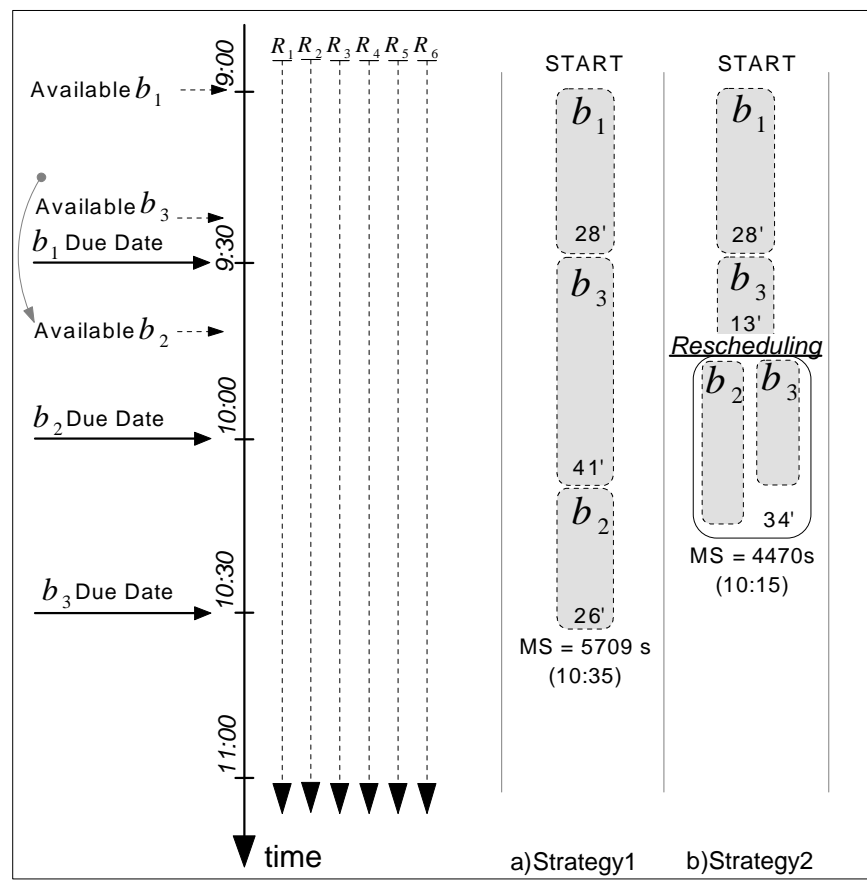 9:00
9:30
10:00
10:30
11:00
time
Available b1
Available b3
b1 Due Date
Available b2
b2 Due Date
b3 Due Date
R1 R2 R3 R4 R5 R6
START
b1
28'
b3
41'
b2
26'
MS = 5709 s
(10:35)
a)Strategy1
START
b1
28'
b3
13'
Rescheduling
b2 b3
34'
MS = 4470s
(10:15)
b)Strategy2